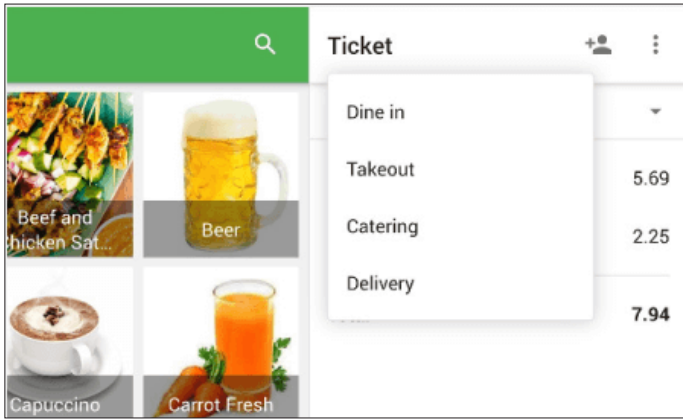 Ticket
Dine in
Takeout
Catering
Delivery
5.69
2.25
7.94
Beef and
Chicken Sat...
Beer
Capuccino
Carrot Fresh